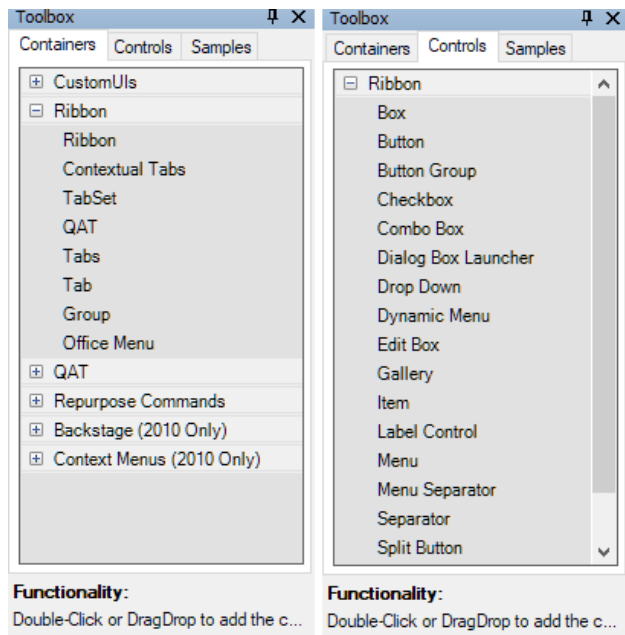 Toolbox
Containers Controls Samples
CustomUIs
Ribbon
Ribbon
Contextual Tabs
TabSet
QAT
Tabs
Tab
Group
Office Menu
QAT
Repurpose Commands
Backstage (2010 Only)
Context Menus (2010 Only)
Functionality:
Double-Click or DragDrop to add the c...
Toolbox
Containers Controls Samples
Ribbon
Box
Button
Button Group
Checkbox
Combo Box
Dialog Box Launcher
Drop Down
Dynamic Menu
Edit Box
Gallery
Item
Label Control
Menu
Menu Separator
Separator
Split Button
Functionality:
Double-Click or DragDrop to add the c...